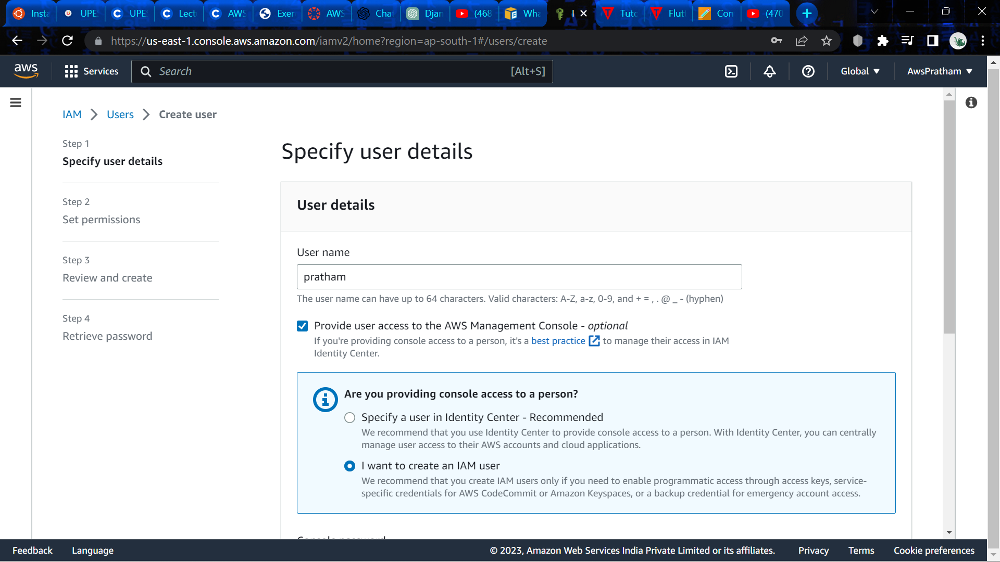 Insta
UPES
UPES
Lect
AWS
Exer
AWS
Chat
Djan
(468
Wha
I
Tuto
Flutt
Con
(470
https://us-east-1.console.aws.amazon.com/iamv2/home?region=ap-south-1#/users/create
aws
Services
Search
[Alt+S]
Global
AwsPratham
IAM
Users
Create user
Step 1
Specify user details
Step 2
Set permissions
Step 3
Review and create
Step 4
Retrieve password
Specify user details
User details
User name
pratham
The user name can have up to 64 characters. Valid characters: A-Z, a-z, 0-9, and + = , . @ _ - (hyphen)
Provide user access to the AWS Management Console - optional
If you're providing console access to a person, it's a best practice to manage their access in IAM
Identity Center.
Are you providing console access to a person?
Specify a user in Identity Center - Recommended
We recommend that you use Identity Center to provide console access to a person. With Identity Center, you can centrally
manage user access to their AWS accounts and cloud applications.
I want to create an IAM user
We recommend that you create IAM users only if you need to enable programmatic access through access keys, service-
specific credentials for AWS CodeCommit or Amazon Keyspaces, or a backup credential for emergency account access.
Console password
Feedback
Language
© 2023, Amazon Web Services India Private Limited or its affiliates.
Privacy
Terms
Cookie preferences